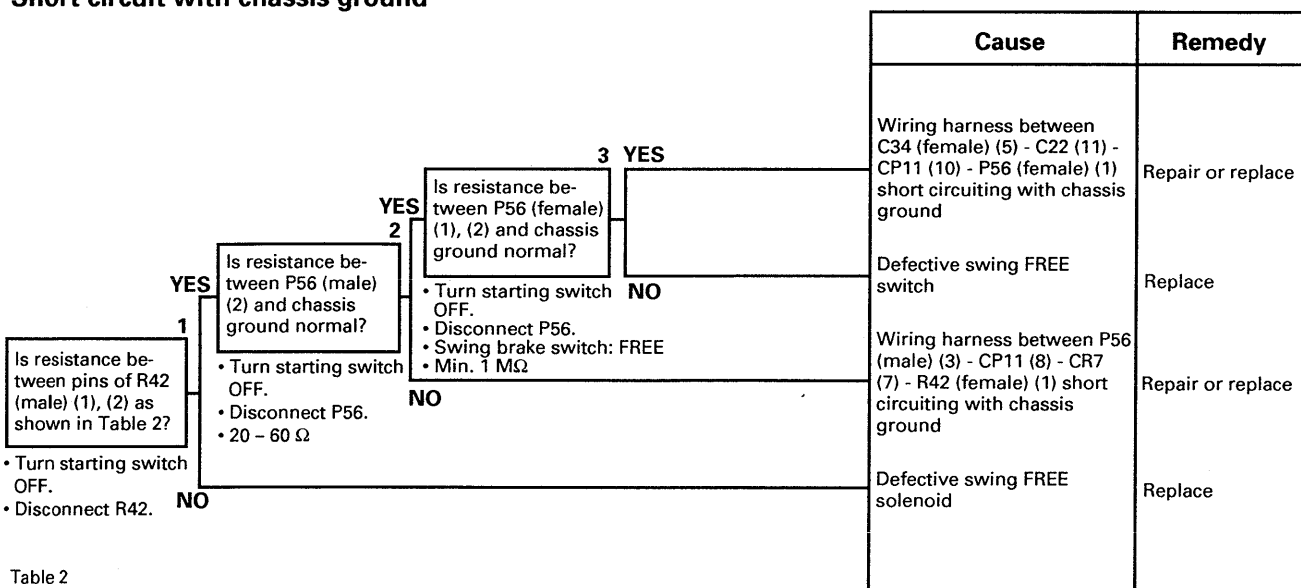 Short circuit with chassis ground
Cause
Remedy
Wiring harness between
C34 (female) (5) - C22 (11) -
CP11 (10) - P56 (female) (1)
short circuiting with chassis
ground
Repair or replace
3 YES
Is resistance be-
tween P56 (female)
(1), (2) and chassis
ground normal?
YES
2
Is resistance be-
tween P56 (male)
(2) and chassis
ground normal?
Defective swing FREE
switch
Replace
NO
• Turn starting switch
OFF.
• Disconnect P56.
• Swing brake switch: FREE
• Min. 1 MΩ
YES
1
Is resistance be-
tween pins of R42
(male) (1), (2) as
shown in Table 2?
• Turn starting switch
OFF.
• Disconnect P56.
• 20 – 60 Ω
NO
Wiring harness between P56
(male) (3) - CP11 (8) - CR7
(7) - R42 (female) (1) short
circuiting with chassis
ground
Repair or replace
• Turn starting switch
OFF.
• Disconnect R42.
NO
Defective swing FREE
solenoid
Replace
Table 2